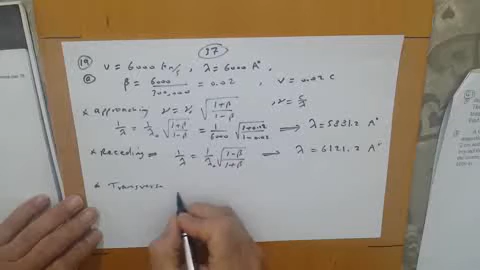 37
(19) v = 6000 km/s , λ = 6000 A° ,
β = 6000/300,000 = 0.02 , v = 0.02 C
* approaching ν = ν₀ √(1+β / 1-β) , ν = c/λ
1/λ = 1/λ₀ √(1+β / 1-β) = 1/6000 √(1+0.02 / 1-0.02) ⟹ λ = 5881.2 A°
* Receding ⇒ 1/λ = 1/λ₀ √(1-β / 1+β) ⟹ λ = 6121.2 A°
* Transverse